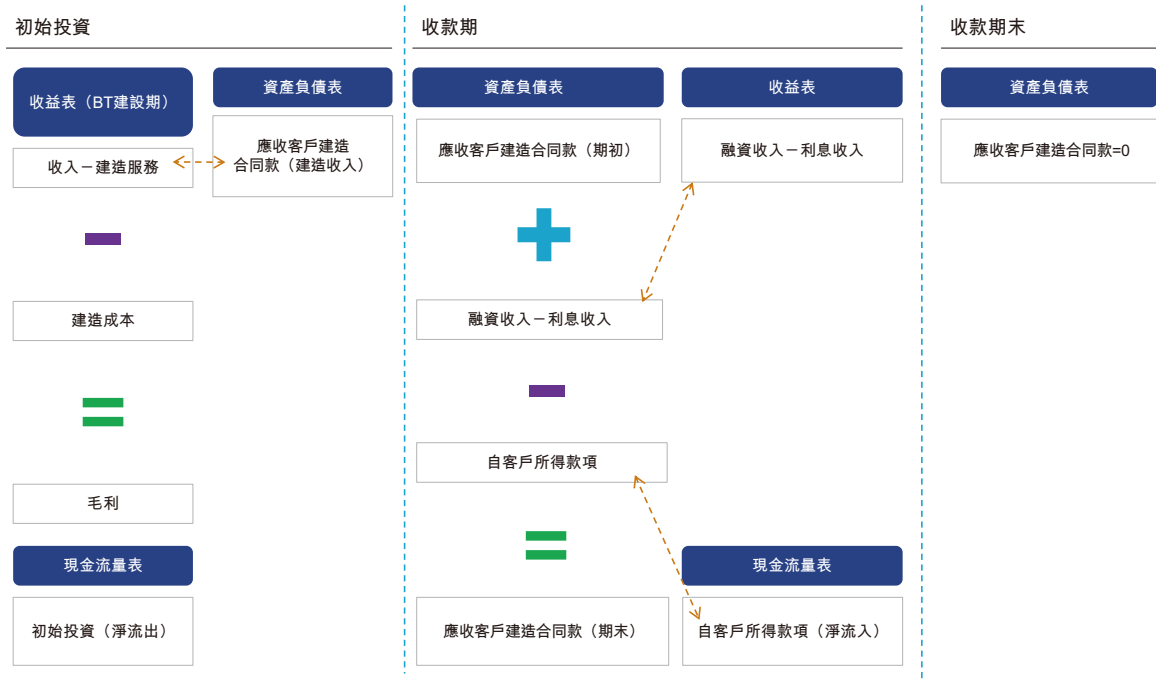 初始投資
收益表（BT建設期）
資產負債表
收入－建造服務
應收客戶建造
合同款（建造收入）
建造成本
毛利
現金流量表
初始投資（淨流出）
收款期
資產負債表
收益表
應收客戶建造合同款（期初）
融資收入－利息收入
融資收入－利息收入
自客戶所得款項
現金流量表
應收客戶建造合同款（期末）
自客戶所得款項（淨流入）
收款期末
資產負債表
應收客戶建造合同款=0